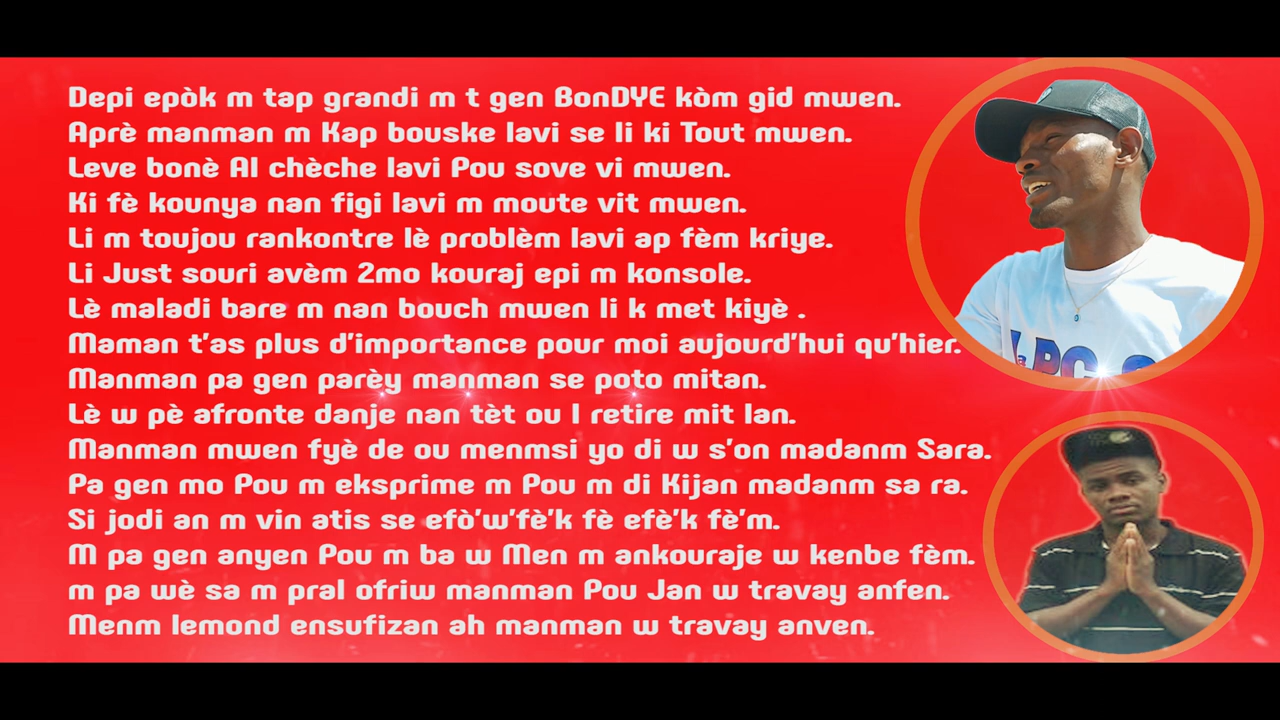 Depi epòk m tap grandi m t gen BonDYE kòm gid mwen.
Aprè manman m Kap bouske lavi se li ki Tout mwen.
Leve bonè Al chèche lavi Pou sove vi mwen.
Ki fè kounya nan figi lavi m moute vit mwen.
Li m toujou rankontre lè problèm lavi ap fèm kriye.
Li Just souri avèm 2mo kouraj epi m konsole.
Lè maladi bare m nan bouch mwen li k met kiyè .
Maman t'as plus d'importance pour moi aujourd'hui qu'hier.
Manman pa gen parèy manman se poto mitan.
Lè w pè afronte danje nan tèt ou l retire mit lan.
Manman mwen fyè de ou menmsi yo di w s'on madanm Sara.
Pa gen mo Pou m eksprime m Pou m di Kijan madanm sa ra.
Si jodi an m vin atis se efò'w'fè'k fè efè'k fè'm.
M pa gen anyen Pou m ba w Men m ankouraje w kenbe fèm.
m pa wè sa m pral ofriw manman Pou Jan w travay anfen.
Menm lemond ensufizan ah manman w travay anven.